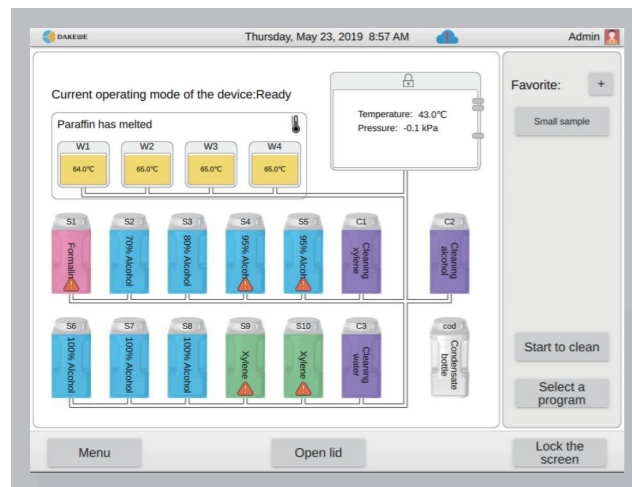 DAKEWE
Thursday, May 23, 2019 8:57 AM
Admin
Current operating mode of the device:Ready
Paraffin has melted
W1
W2
W3
W4
64.0℃
65.0℃
65.0℃
65.0℃
Temperature: 43.0℃
Pressure: -0.1 kPa
Favorite:
+
Small sample
S1
S2
S3
S4
S5
C1
C2
Formalin
70% Alcohol
80% Alcohol
95% Alcoh
95% Alcoh
Cleaning
xylene
Cleaning
alcohol
S6
S7
S8
S9
S10
C3
cod
100% Alcohol
100% Alcohol
100% Alcohol
Xylene
Xylene
Cleaning
water
Condensate
bottle
Start to clean
Select a
program
Menu
Open lid
Lock the
screen